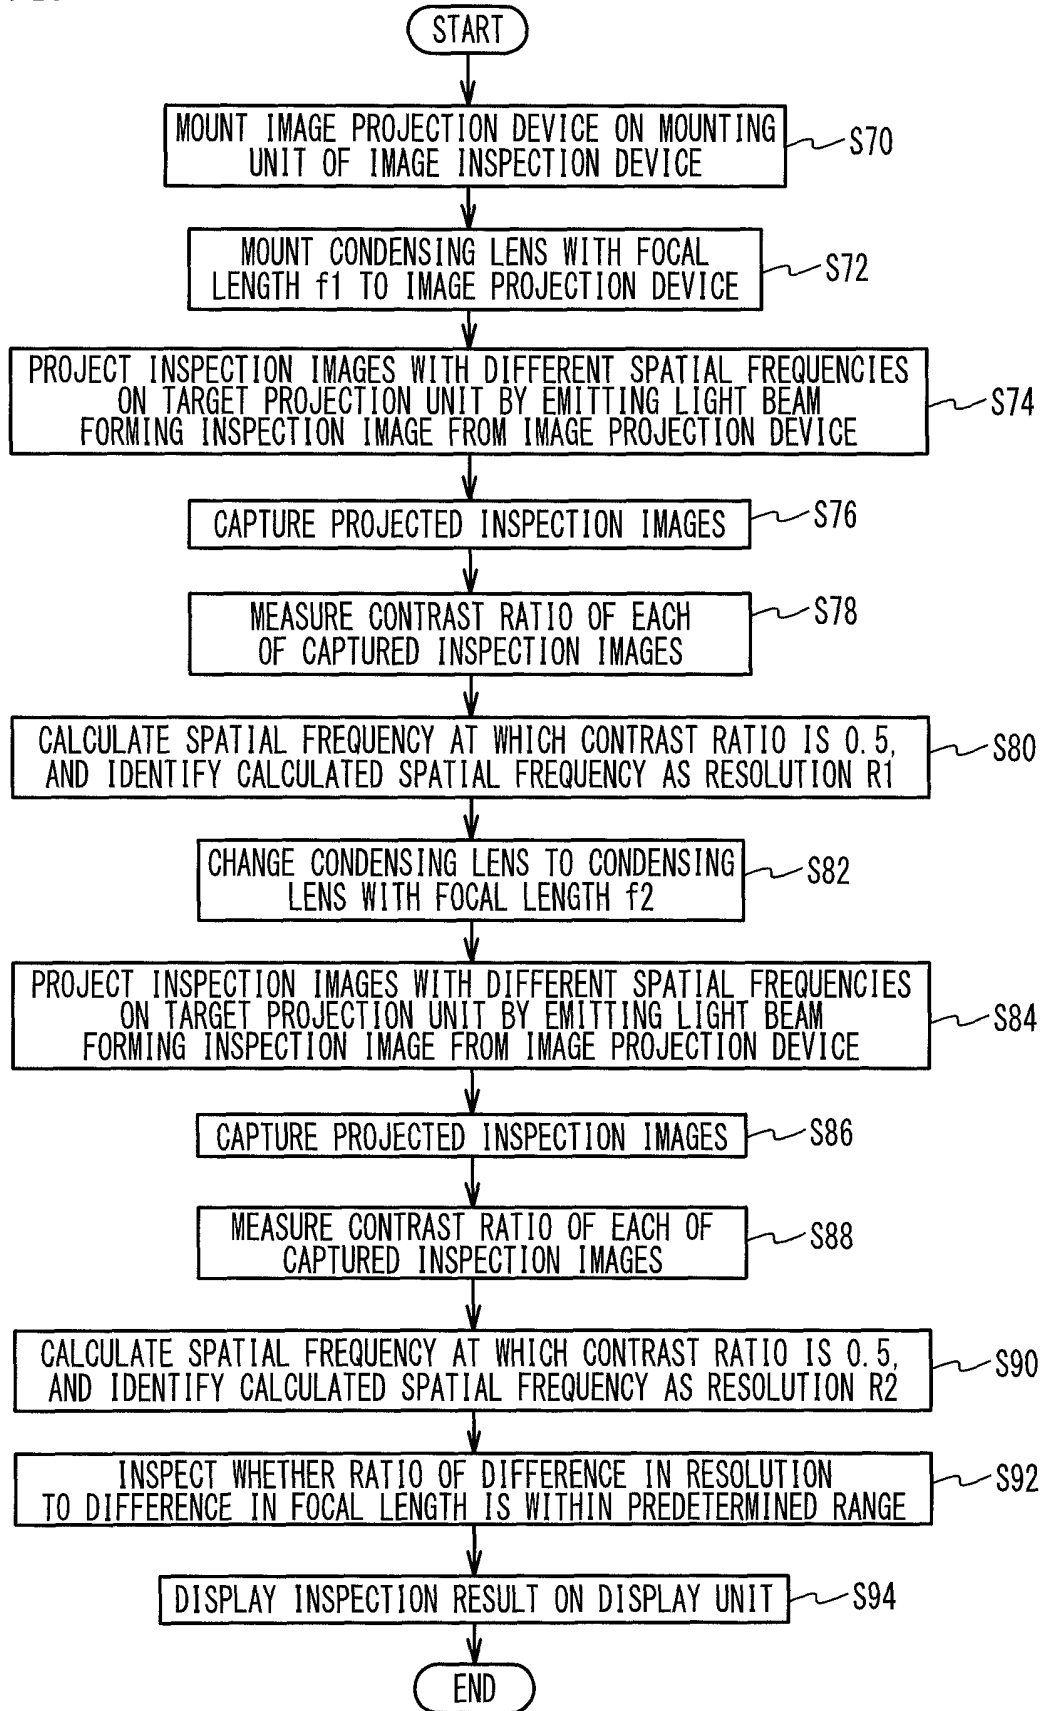 START
MOUNT IMAGE PROJECTION DEVICE ON MOUNTING
UNIT OF IMAGE INSPECTION DEVICE
S70
MOUNT CONDENSING LENS WITH FOCAL
LENGTH f1 TO IMAGE PROJECTION DEVICE
S72
PROJECT INSPECTION IMAGES WITH DIFFERENT SPATIAL FREQUENCIES
ON TARGET PROJECTION UNIT BY EMITTING LIGHT BEAM
FORMING INSPECTION IMAGE FROM IMAGE PROJECTION DEVICE
S74
CAPTURE PROJECTED INSPECTION IMAGES
S76
MEASURE CONTRAST RATIO OF EACH
OF CAPTURED INSPECTION IMAGES
S78
CALCULATE SPATIAL FREQUENCY AT WHICH CONTRAST RATIO IS 0.5,
AND IDENTIFY CALCULATED SPATIAL FREQUENCY AS RESOLUTION R1
S80
CHANGE CONDENSING LENS TO CONDENSING
LENS WITH FOCAL LENGTH f2
S82
PROJECT INSPECTION IMAGES WITH DIFFERENT SPATIAL FREQUENCIES
ON TARGET PROJECTION UNIT BY EMITTING LIGHT BEAM
FORMING INSPECTION IMAGE FROM IMAGE PROJECTION DEVICE
S84
CAPTURE PROJECTED INSPECTION IMAGES
S86
MEASURE CONTRAST RATIO OF EACH OF
CAPTURED INSPECTION IMAGES
S88
CALCULATE SPATIAL FREQUENCY AT WHICH CONTRAST RATIO IS 0.5,
AND IDENTIFY CALCULATED SPATIAL FREQUENCY AS RESOLUTION R2
S90
INSPECT WHETHER RATIO OF DIFFERENCE IN RESOLUTION
TO DIFFERENCE IN FOCAL LENGTH IS WITHIN PREDETERMINED RANGE
S92
DISPLAY INSPECTION RESULT ON DISPLAY UNIT
S94
END